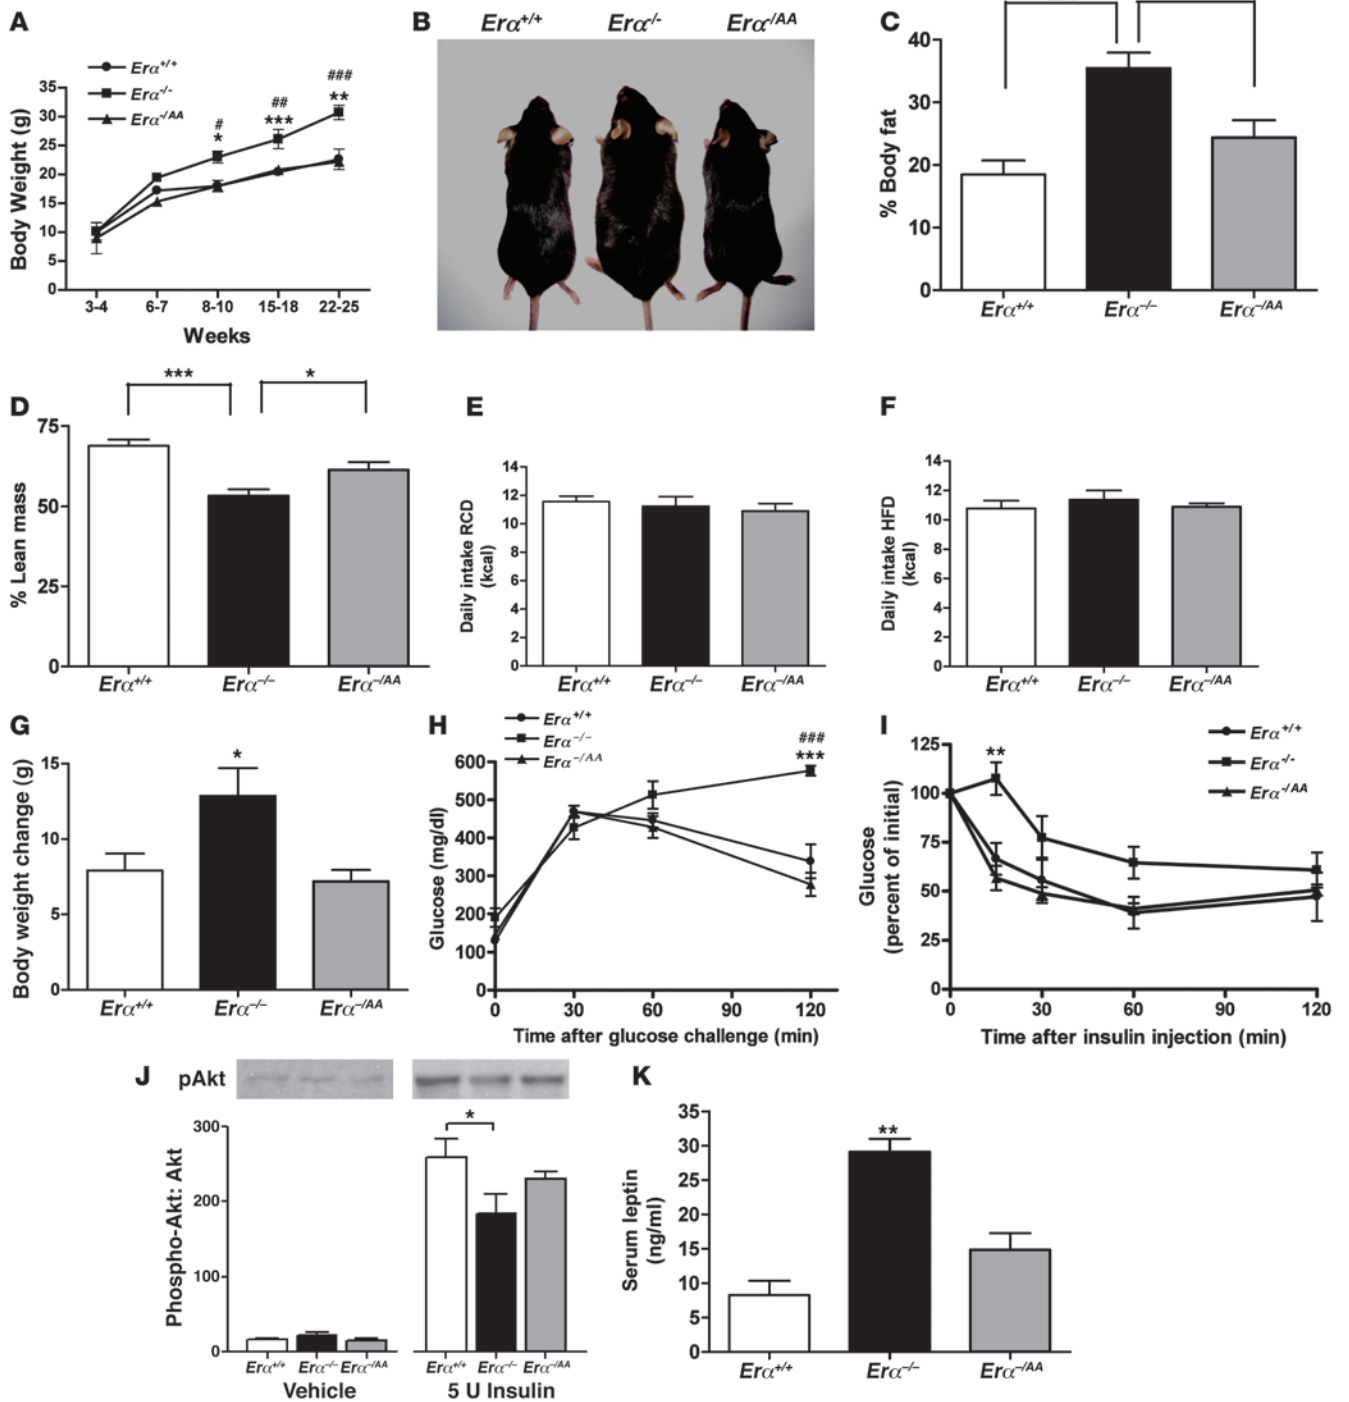 A
Erα+/+
Erα-/-
Erα-/AA
Body Weight (g)
35
30
25
20
15
10
5
0
#
*
##
***
###
**
3-4
6-7
8-10
15-18
22-25
Weeks
B
Erα+/+
Erα-/-
Erα-/AA
C
% Body fat
40
30
20
10
0
Erα+/+
Erα−/−
Erα−/AA
D
***
*
% Lean mass
75
50
25
0
Erα+/+
Erα−/−
Erα−/AA
E
Daily intake RCD
(kcal)
14
12
10
8
6
4
2
0
Erα+/+
Erα−/−
Erα−/AA
F
Daily intake HFD
(kcal)
14
12
10
8
6
4
2
0
Erα+/+
Erα−/−
Erα−/AA
G
Body weight change (g)
15
10
5
0
*
Erα+/+
Erα−/−
Erα−/AA
H
Erα+/+
Erα−/−
Erα−/AA
Glucose (mg/dl)
600
500
400
300
200
100
0
###
***
0
30
60
90
120
Time after glucose challenge (min)
I
Erα+/+
Erα-/-
Erα-/AA
Glucose
(percent of initial)
125
100
75
50
25
0
**
0
30
60
90
120
Time after insulin injection (min)
J
pAkt
Phospho-Akt: Akt
300
200
100
0
*
Erα+/+
Erα−/−
Erα−/AA
Erα+/+
Erα−/−
Erα−/AA
Vehicle
5 U Insulin
K
Serum leptin
(ng/ml)
35
30
25
20
15
10
5
0
**
Erα+/+
Erα−/−
Erα−/AA